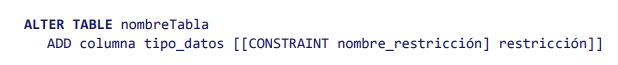 ALTER TABLE nombreTabla
ADD columna tipo_datos [[CONSTRAINT nombre_restricción] restricción]]